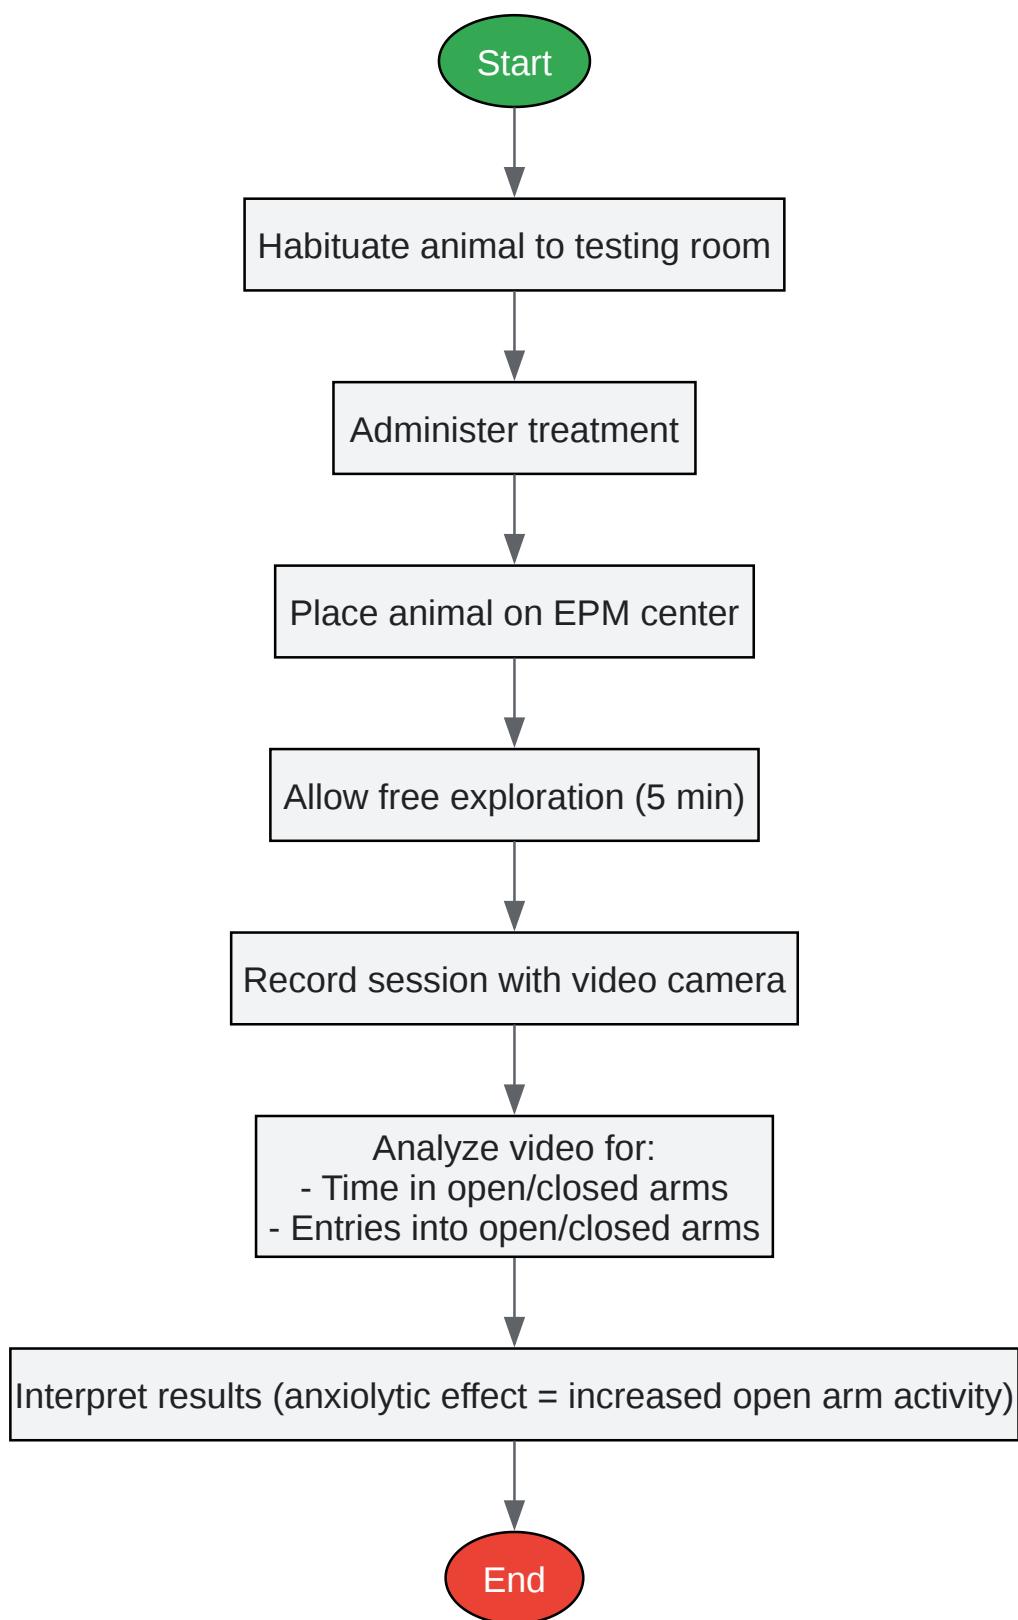 Start
Habituate animal to testing room
Administer treatment
Place animal on EPM center
Allow free exploration (5 min)
Record session with video camera
Analyze video for:
- Time in open/closed arms
- Entries into open/closed arms
Interpret results (anxiolytic effect = increased open arm activity)
End